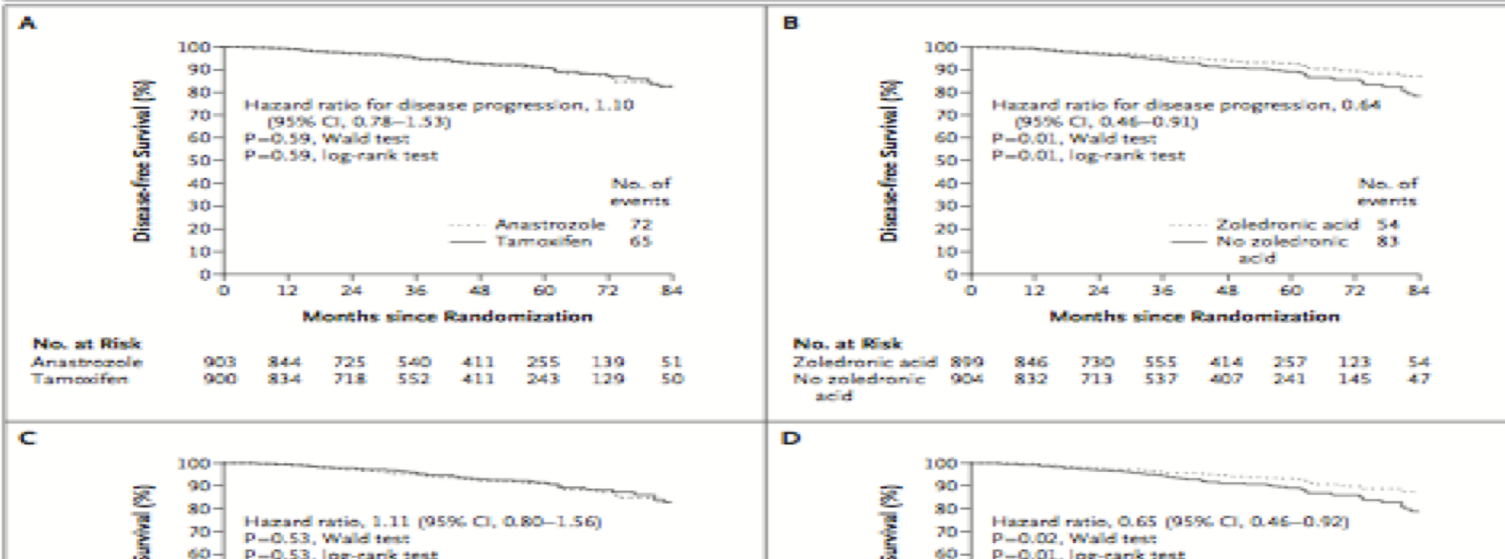 A
Disease-free Survival (%)
100
90
80
70
60
50
40
30
20
10
0
Hazard ratio for disease progression, 1.10
(95% CI, 0.78–1.53)
P=0.59, Wald test
P=0.59, log-rank test
No. of
events
Anastrozole 72
Tamoxifen 65
0 12 24 36 48 60 72 84
Months since Randomization
No. at Risk
Anastrozole 903 844 725 540 411 255 139 51
Tamoxifen 900 834 718 552 411 243 129 50
B
Disease-free Survival (%)
100
90
80
70
60
50
40
30
20
10
0
Hazard ratio for disease progression, 0.64
(95% CI, 0.46–0.91)
P=0.01, Wald test
P=0.01, log-rank test
No. of
events
Zoledronic acid 54
No zoledronic 83
acid
0 12 24 36 48 60 72 84
Months since Randomization
No. at Risk
Zoledronic acid 899 846 730 555 414 257 123 54
No zoledronic 904 832 713 537 407 241 145 47
acid
C
Survival (%)
100
90
80
70
60
Hazard ratio, 1.11 (95% CI, 0.80–1.56)
P=0.53, Wald test
P=0.53, log-rank test
D
Survival (%)
100
90
80
70
60
Hazard ratio, 0.65 (95% CI, 0.46–0.92)
P=0.02, Wald test
P=0.01, log-rank test